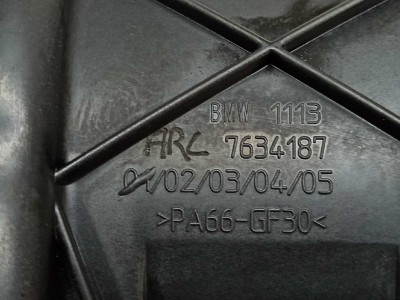 BMW 1113
HRC 7634187
01/02/03/04/05
>PA66-GF30<